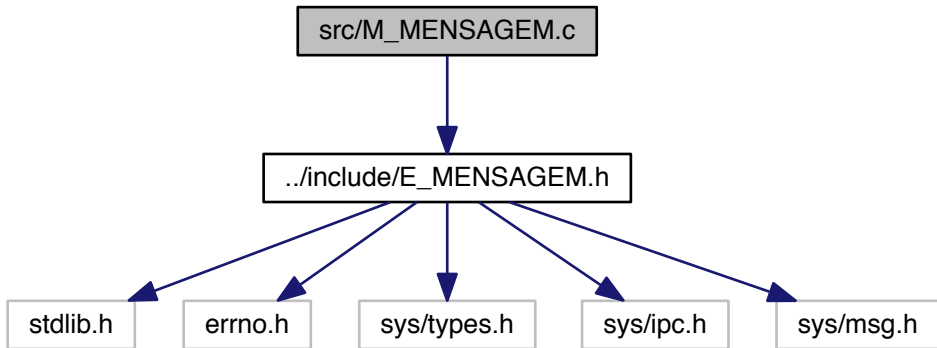 src/M_MENSAGEM.c
../include/E_MENSAGEM.h
stdlib.h
errno.h
sys/types.h
sys/ipc.h
sys/msg.h